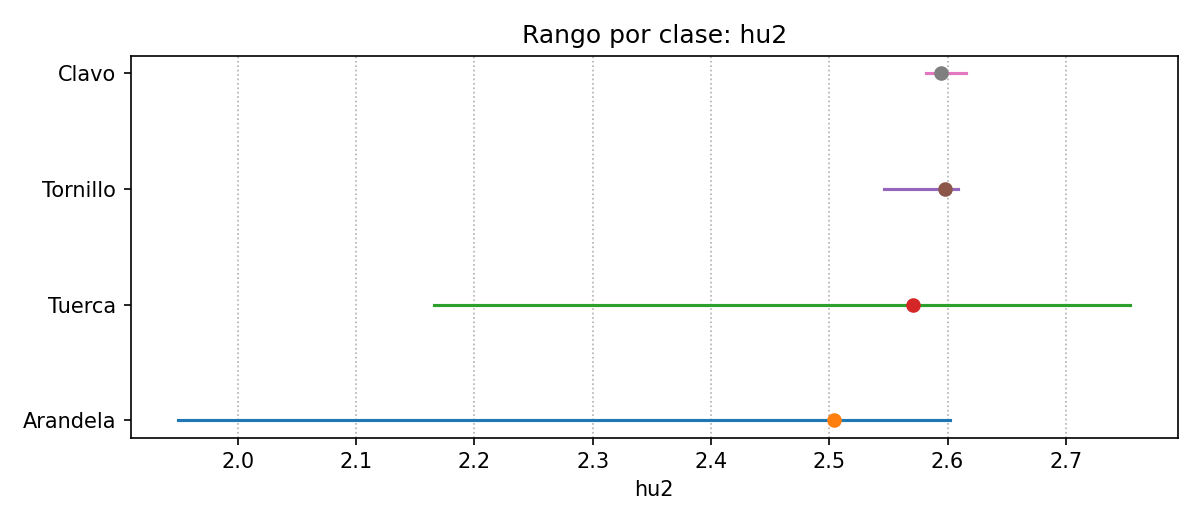 Rango por clase: hu2
Clavo
Tornillo
Tuerca
Arandela
2.0 2.1 2.2 2.3 2.4 2.5 2.6 2.7
hu2